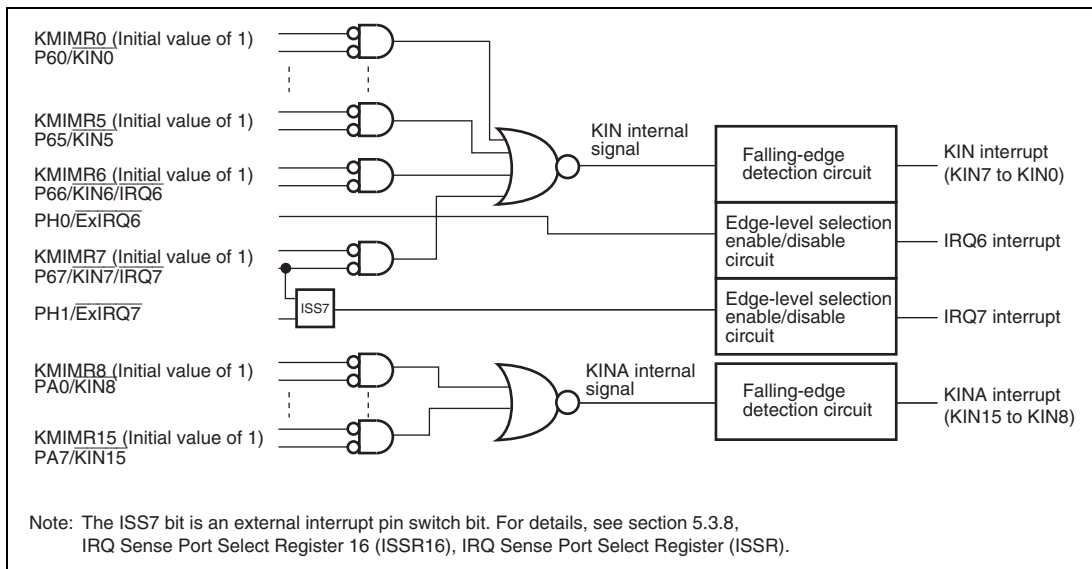 KMIMR0 (Initial value of 1)
P60/KIN0
KMIMR5 (Initial value of 1)
P65/KIN5
KMIMR6 (Initial value of 1)
P66/KIN6/IRQ6
PH0/ExIRQ6
KMIMR7 (Initial value of 1)
P67/KIN7/IRQ7
PH1/ExIRQ7
ISS7
KIN internal
signal
Falling-edge
detection circuit
KIN interrupt
(KIN7 to KIN0)
Edge-level selection
enable/disable
circuit
IRQ6 interrupt
Edge-level selection
enable/disable
circuit
IRQ7 interrupt
KMIMR8 (Initial value of 1)
PA0/KIN8
KMIMR15 (Initial value of 1)
PA7/KIN15
KINA internal
signal
Falling-edge
detection circuit
KINA interrupt
(KIN15 to KIN8)
Note: The ISS7 bit is an external interrupt pin switch bit. For details, see section 5.3.8,
IRQ Sense Port Select Register 16 (ISSR16), IRQ Sense Port Select Register (ISSR).